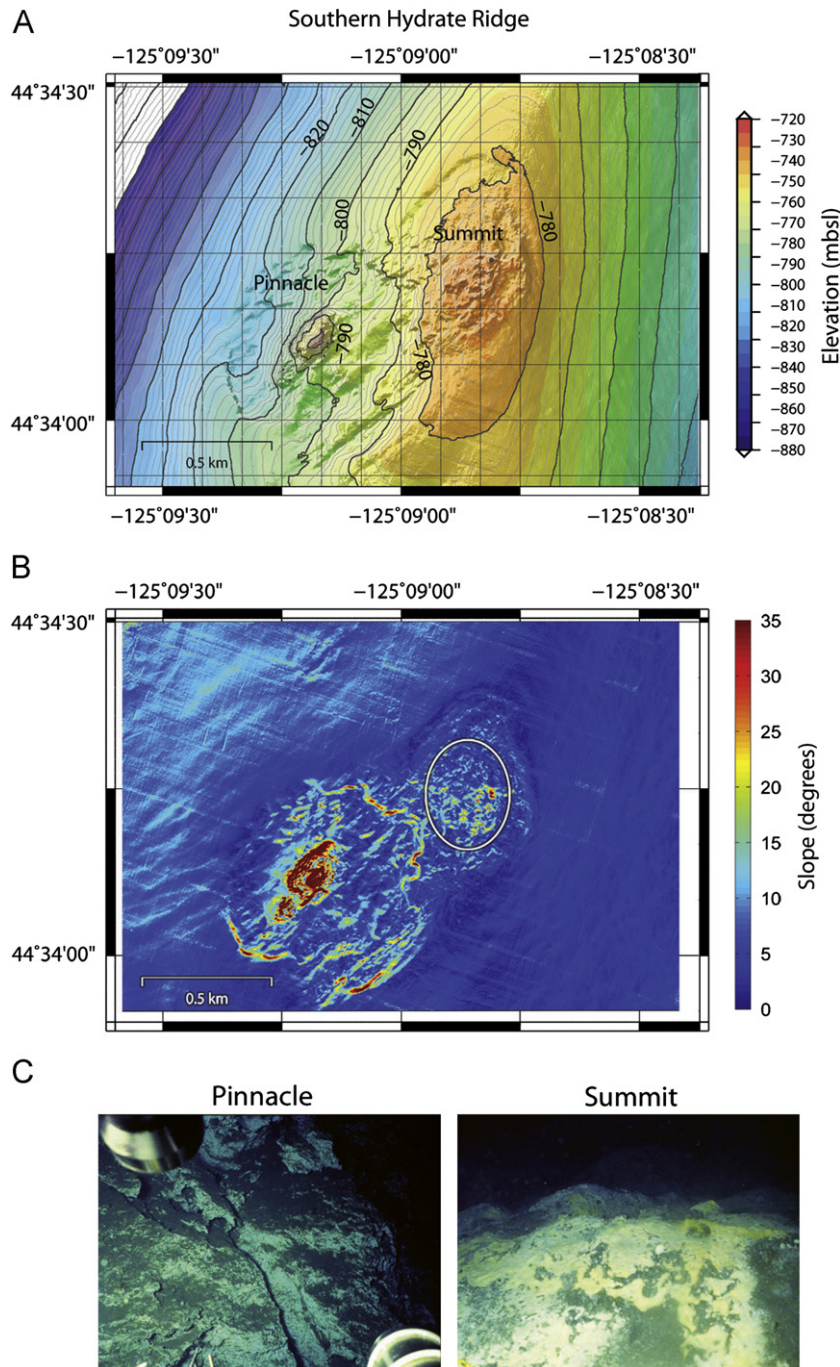 A
Southern Hydrate Ridge
−125°09'30" −125°09'00" −125°08'30"
44°34'30"
44°34'00"
−820
−810
−790
−800
−780
Summit
Pinnacle
−790
−780
0.5 km
−125°09'30" −125°09'00" −125°08'30"
−720
−730
−740
−750
−760
−770
−780
−790
−800
−810
−820
−830
−840
−850
−860
−870
−880
Elevation (mbsl)
B
−125°09'30" −125°09'00"
44°34'30"
44°34'00"
0.5 km
35
30
25
20
15
10
5
0
Slope (degrees)
C
Pinnacle Summit